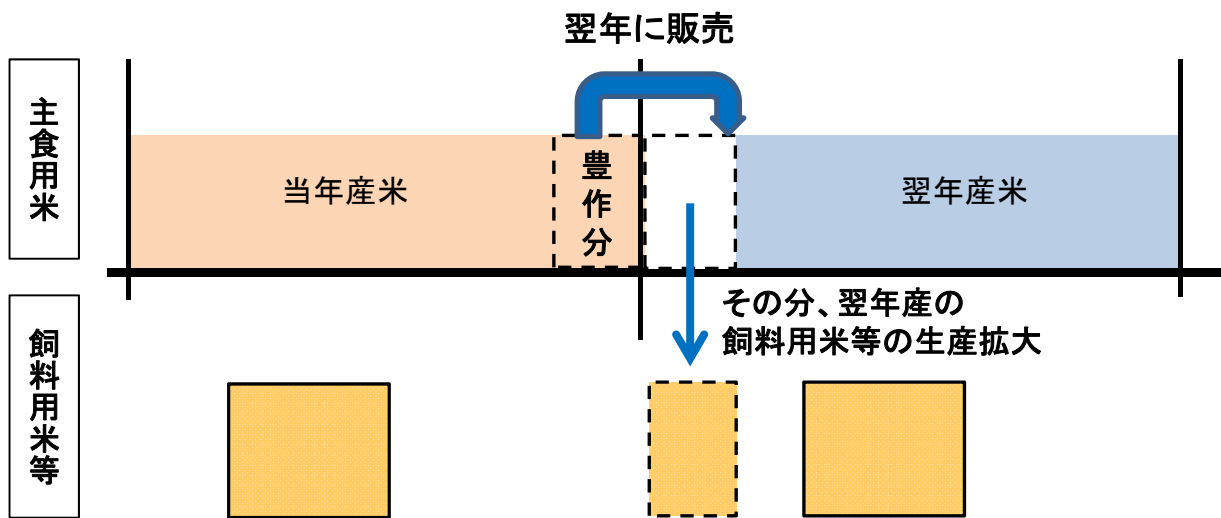 翌年に販売
主食用米
当年産米
豊作分
翌年産米
その分、翌年産の
飼料用米等の生産拡大
飼料用米等